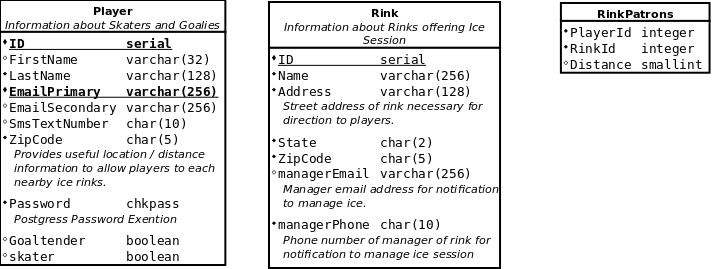 Player
Information about Skaters and Goalies
ID serial
FirstName varchar(32)
LastName varchar(128)
EmailPrimary varchar(256)
EmailSecondary varchar(256)
SmsTextNumber char(10)
ZipCode char(5)
Provides useful location / distance
information to allow players to each
nearby ice rinks.
Password chkpass
Postgress Password Exention
Goaltender boolean
skater boolean
Rink
Information about Rinks offering Ice
Session
ID serial
Name varchar(256)
Address varchar(128)
Street address of rink necessary for
direction to players.
State char(2)
ZipCode char(5)
managerEmail varchar(256)
Manager email address for notification
to manage ice.
managerPhone char(10)
Phone number of manager of rink for
notification to manage ice session
RinkPatrons
PlayerId integer
RinkId integer
Distance smallint